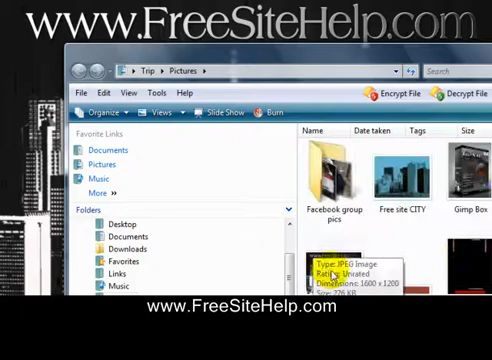 www.FreeSiteHelp.com
Trip Pictures
Search
File Edit View Tools Help
Encrypt File Decrypt File
Organize Views Slide Show Burn
Favorite Links
Documents
Pictures
Music
More
Folders
Desktop
Documents
Downloads
Favorites
Links
Music
Name Date taken Tags Size
Facebook group pics
Free site CITY
Gimp Box
Type: JPEG Image
Rating: Unrated
Dimensions: 1600 x 1200
Size: 276 KB
www.FreeSiteHelp.com